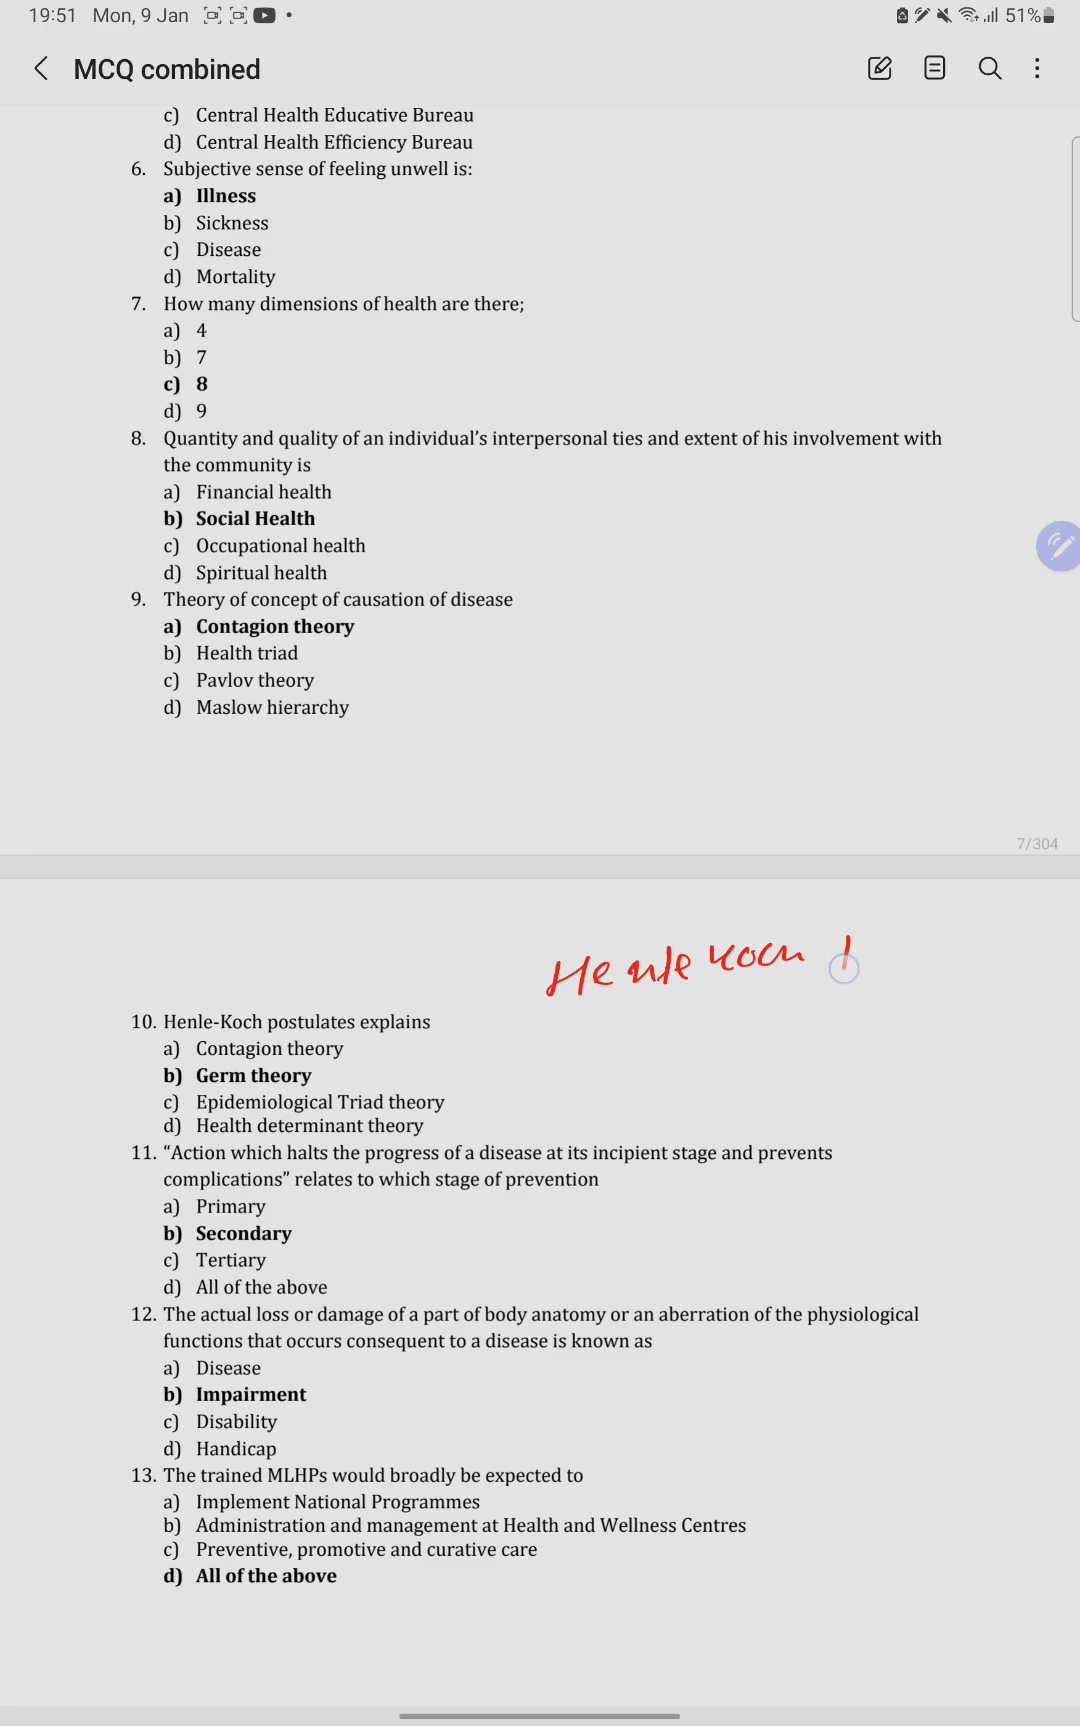 19:51 Mon, 9 Jan 51%
MCQ combined
c) Central Health Educative Bureau
d) Central Health Efficiency Bureau
6. Subjective sense of feeling unwell is:
a) Illness
b) Sickness
c) Disease
d) Mortality
7. How many dimensions of health are there;
a) 4
b) 7
c) 8
d) 9
8. Quantity and quality of an individual's interpersonal ties and extent of his involvement with
the community is
a) Financial health
b) Social Health
c) Occupational health
d) Spiritual health
9. Theory of concept of causation of disease
a) Contagion theory
b) Health triad
c) Pavlov theory
d) Maslow hierarchy
7/304
Henle Koch
10. Henle-Koch postulates explains
a) Contagion theory
b) Germ theory
c) Epidemiological Triad theory
d) Health determinant theory
11. “Action which halts the progress of a disease at its incipient stage and prevents
complications” relates to which stage of prevention
a) Primary
b) Secondary
c) Tertiary
d) All of the above
12. The actual loss or damage of a part of body anatomy or an aberration of the physiological
functions that occurs consequent to a disease is known as
a) Disease
b) Impairment
c) Disability
d) Handicap
13. The trained MLHPs would broadly be expected to
a) Implement National Programmes
b) Administration and management at Health and Wellness Centres
c) Preventive, promotive and curative care
d) All of the above